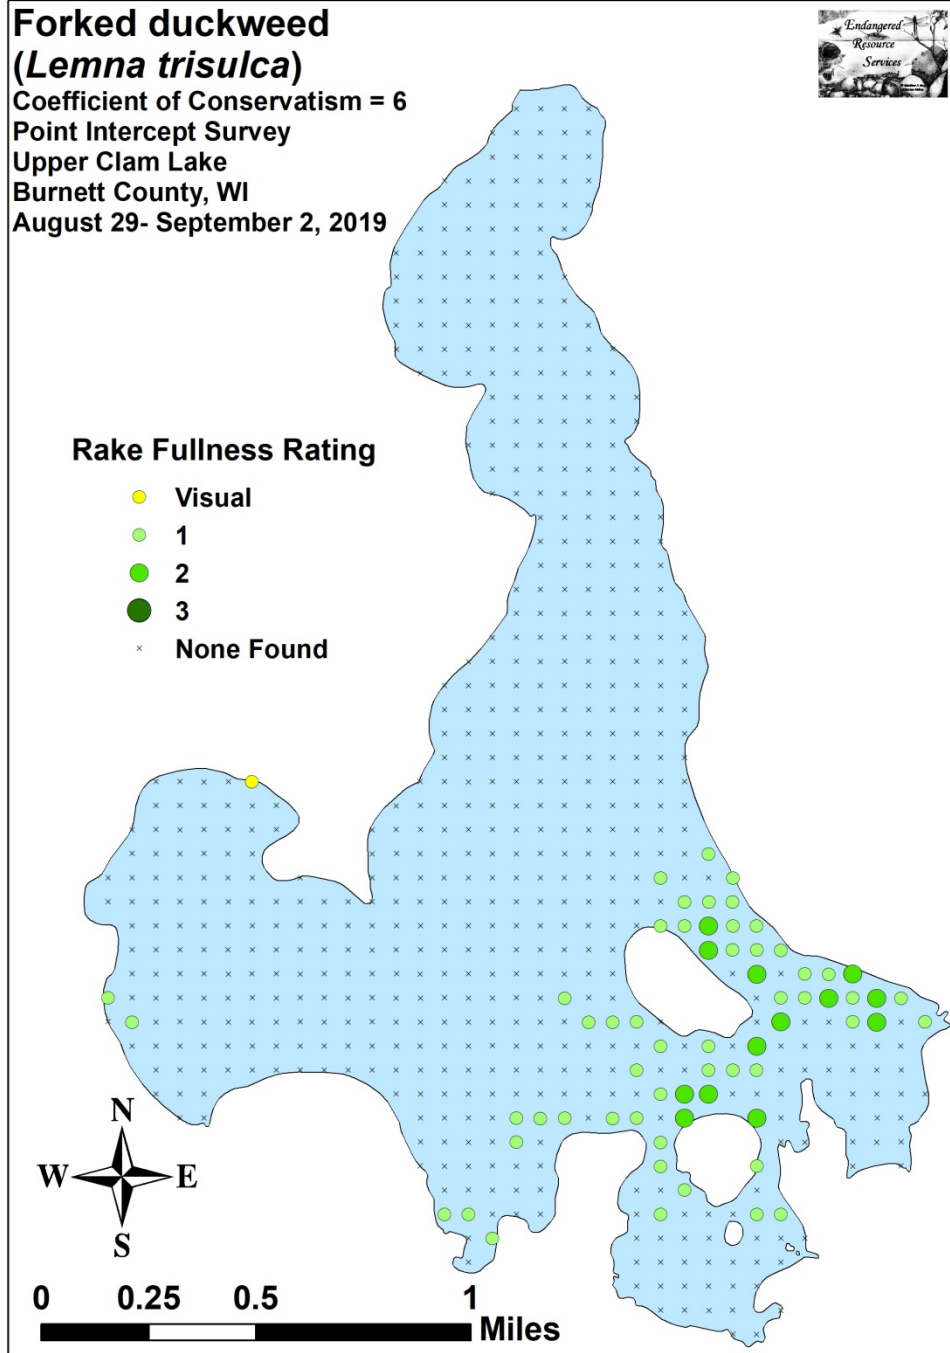 Forked duckweed
(Lemna trisulca)
Coefficient of Conservatism = 6
Point Intercept Survey
Upper Clam Lake
Burnett County, WI
August 29- September 2, 2019
Endangered
Resource
Services
Rake Fullness Rating
Visual
1
2
3
None Found
N
W E
S
0 0.25 0.5 1
Miles